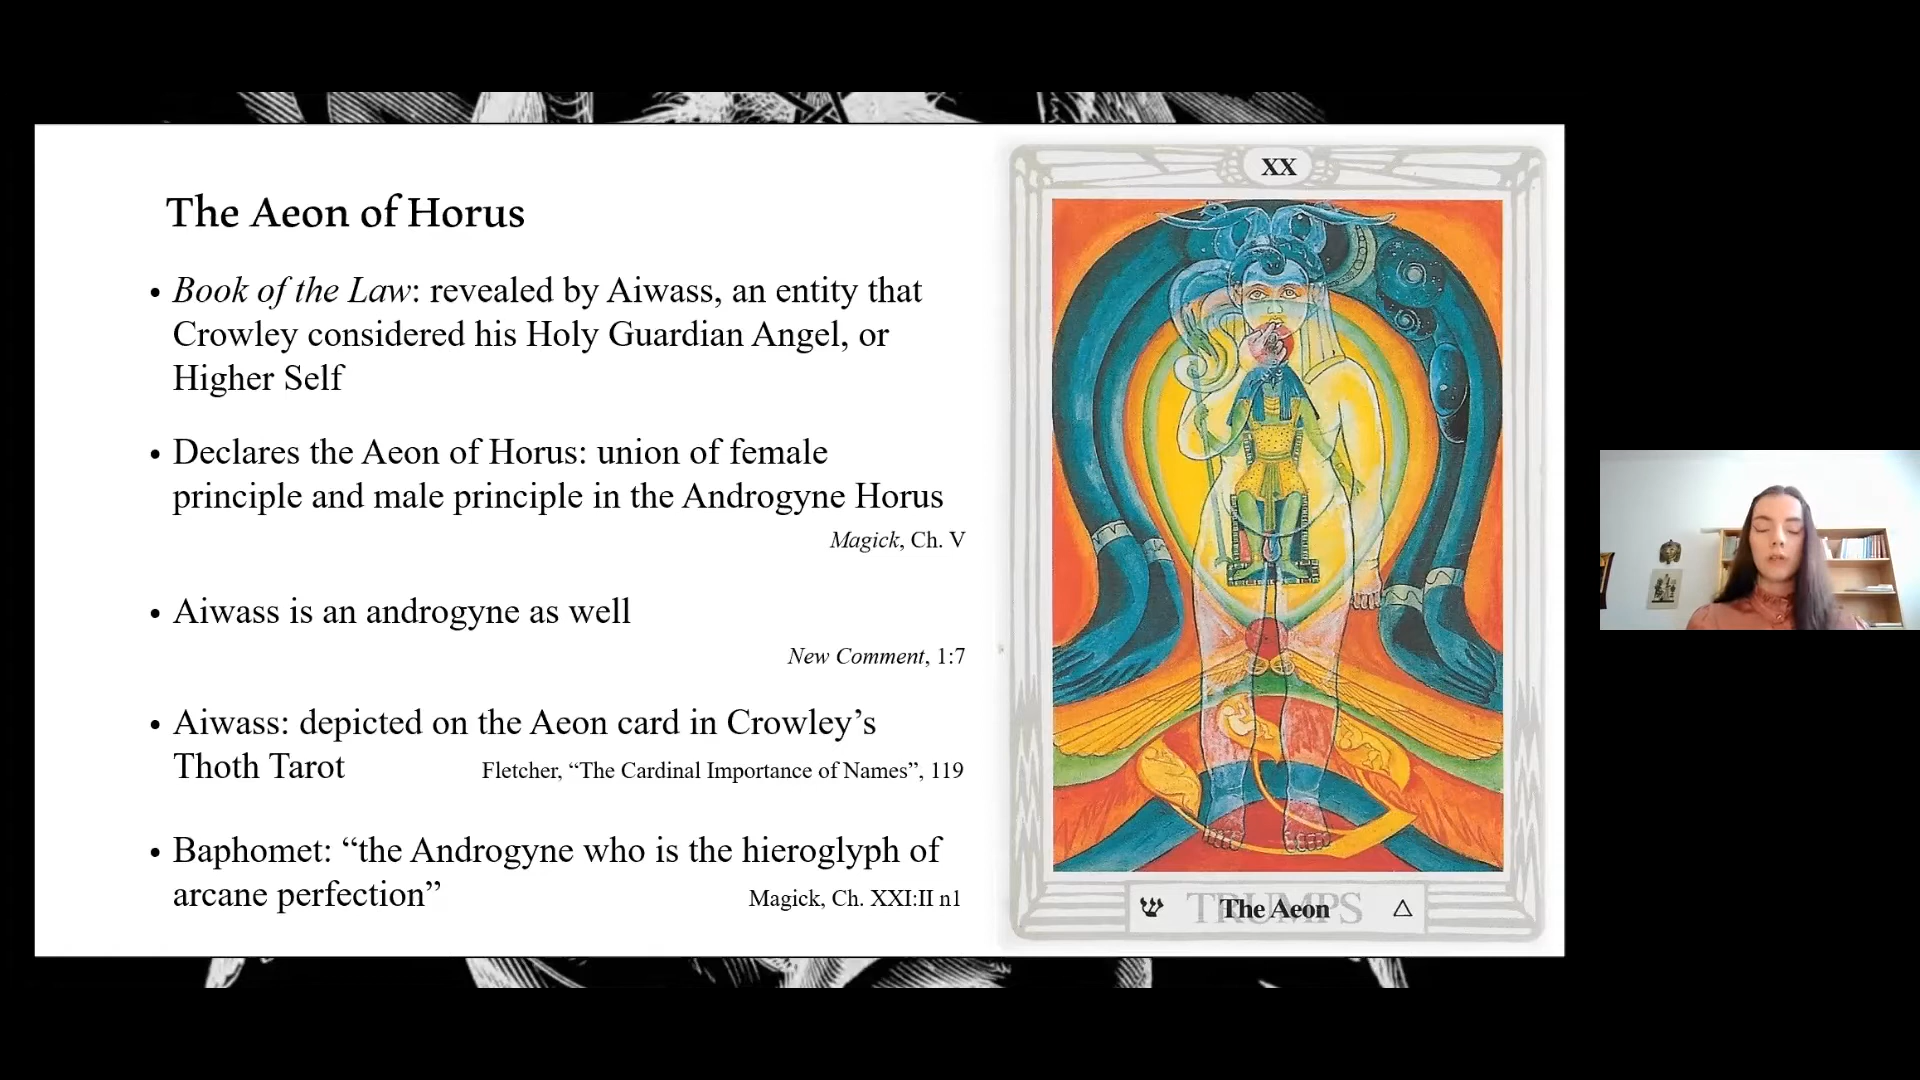 The Aeon of Horus
• Book of the Law: revealed by Aiwass, an entity that
Crowley considered his Holy Guardian Angel, or
Higher Self
• Declares the Aeon of Horus: union of female
principle and male principle in the Androgyne Horus
Magick, Ch. V
• Aiwass is an androgyne as well
New Comment, 1:7
• Aiwass: depicted on the Aeon card in Crowley’s
Thoth Tarot Fletcher, “The Cardinal Importance of Names”, 119
• Baphomet: “the Androgyne who is the hieroglyph of
arcane perfection” Magick, Ch. XXI:II n1
XX
ש TRUMPS
The Aeon